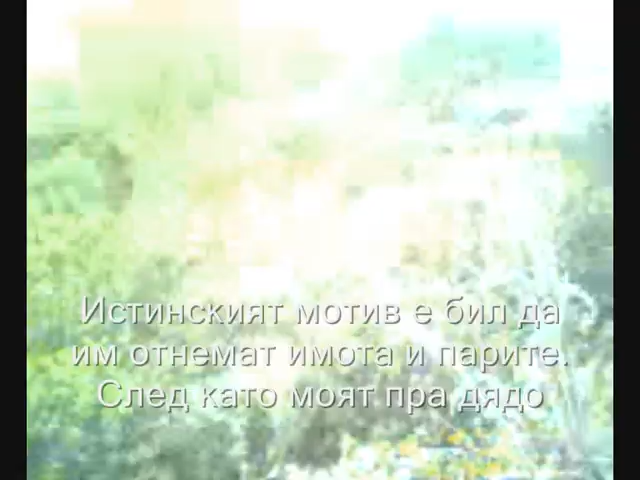 Истинският мотив е бил да
им отнемат имота и парите.
След като моят пра дядо